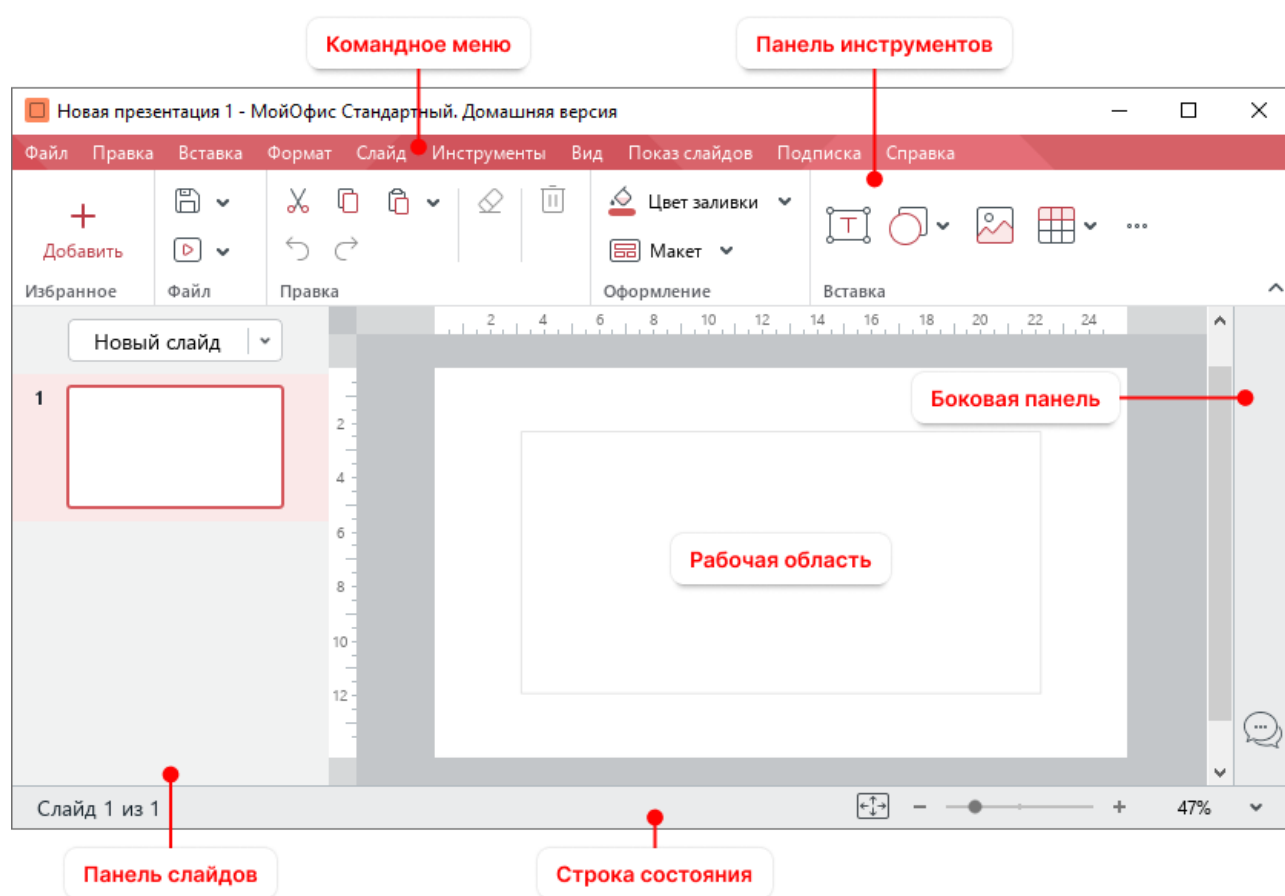 Командное меню
Панель инструментов
Новая презентация 1 - МойОфис Стандартный. Домашняя версия
Файл Правка Вставка Формат Слайд Инструменты Вид Показ слайдов Подписка Справка
Цвет заливки
Добавить
Макет
Избранное Файл Правка Оформление Вставка
Новый слайд
2 4 6 8 10 12 14 16 18 20 22 24
1
Боковая панель
2
4
6
Рабочая область
8
10
12
Слайд 1 из 1
47%
Панель слайдов
Строка состояния